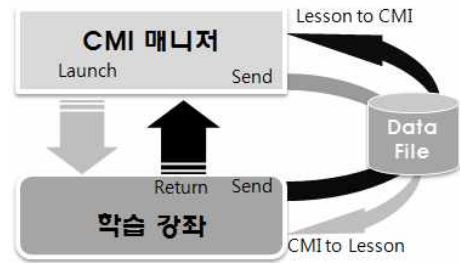 Lesson to CMI
CMI 매니저
Launch
Send
Data
File
Return
Send
학습 강좌
CMI to Lesson